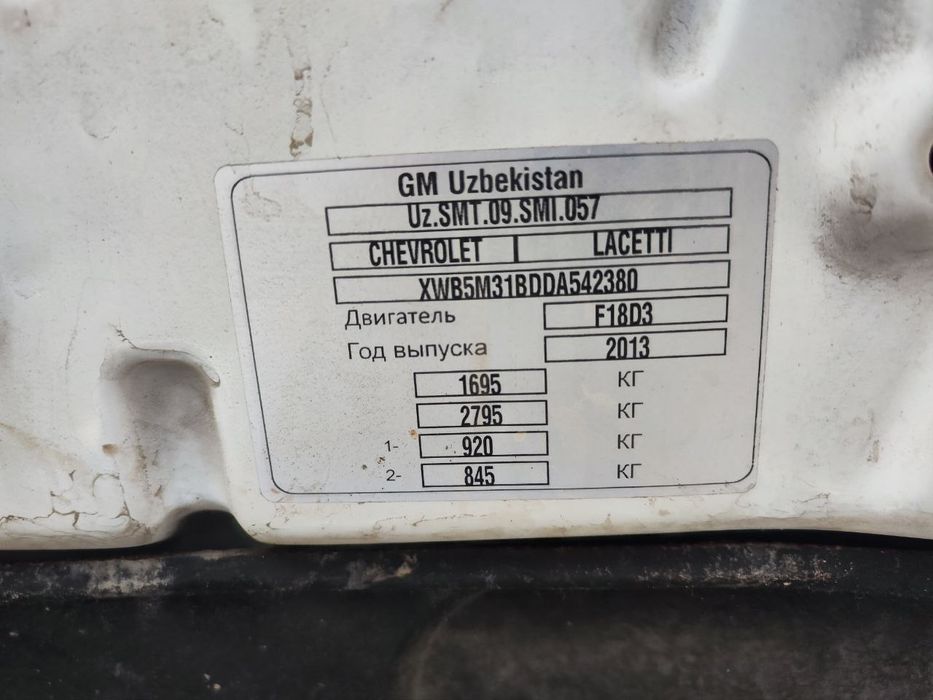 GM Uzbekistan
Uz.SMT.09.SMI.057
CHEVROLET LACETTI
XWB5M31BDDA542380
Двигатель F18D3
Год выпуска 2013
1695 КГ
2795 КГ
1- 920 КГ
2- 845 КГ